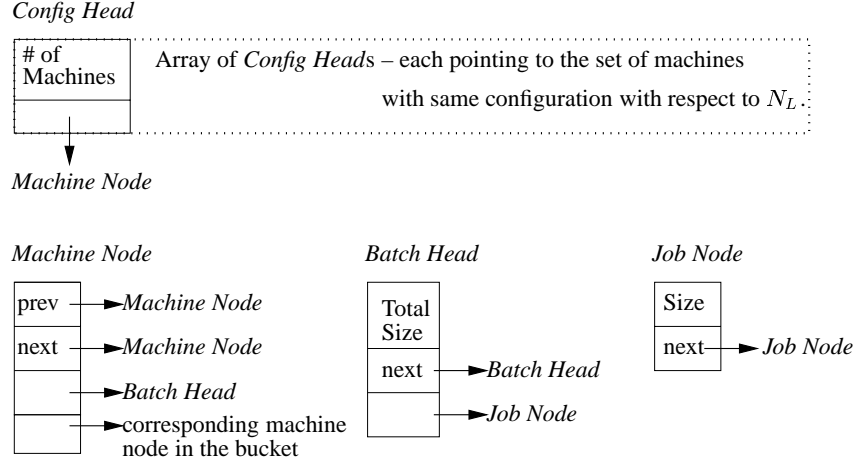 Config Head
# of
Machines
Array of Config Heads – each pointing to the set of machines
with same configuration with respect to N_L.
Machine Node
Machine Node
Batch Head
Job Node
prev
Machine Node
next
Machine Node
Batch Head
corresponding machine
node in the bucket
Total
Size
next
Batch Head
Job Node
Size
next
Job Node